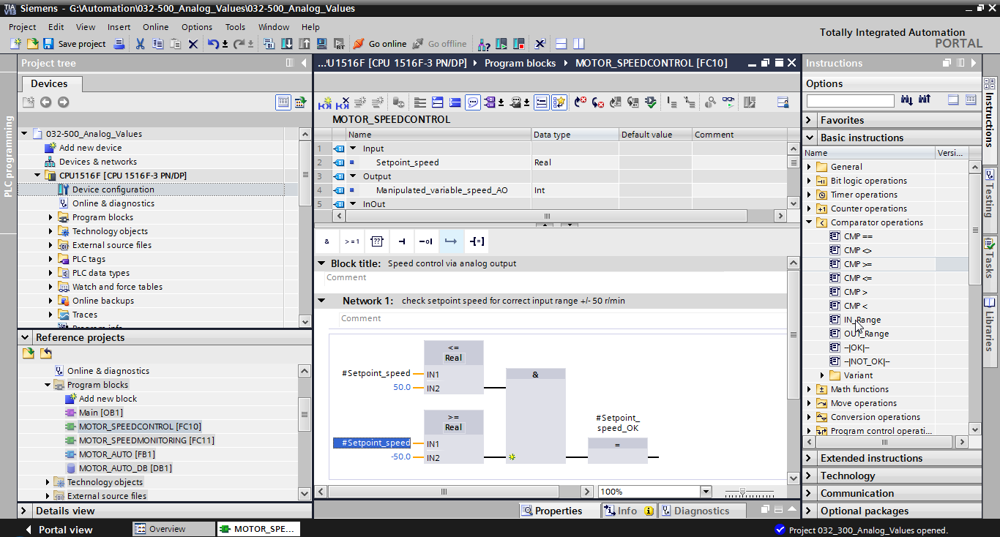 TIA V13 Siemens - G:\Automation\032-500_Analog_Values\032-500_Analog_Values
Project Edit View Insert Online Options Tools Window Help
Totally Integrated Automation
PORTAL
Save project Go online Go offline
PLC programming
Project tree
Devices
032-500_Analog_Values
Add new device
Devices & networks
CPU1516F [CPU 1516F-3 PN/DP]
Device configuration
Online & diagnostics
Program blocks
Technology objects
External source files
PLC tags
PLC data types
Watch and force tables
Online backups
Traces
Program info
Reference projects
Online & diagnostics
Program blocks
Add new block
Main [OB1]
MOTOR_SPEEDCONTROL [FC10]
MOTOR_SPEEDMONITORING [FC11]
MOTOR_AUTO [FB1]
MOTOR_AUTO_DB [DB1]
Technology objects
External source files
Details view
...'U1516F [CPU 1516F-3 PN/DP] Program blocks MOTOR_SPEEDCONTROL [FC10]
MOTOR_SPEEDCONTROL
Name Data type Default value Comment
1 Input
2 Setpoint_speed Real
3 Output
4 Manipulated_variable_speed_AO Int
5 InOut
& >=1 ?? -| -o| [=]
Block title: Speed control via analog output
Comment
Network 1: check setpoint speed for correct input range +/- 50 r/min
Comment
<=
Real
#Setpoint_speed IN1
50.0 IN2
&
>=
Real
#Setpoint_speed IN1
-50.0 IN2
#Setpoint_
speed_OK
=
100%
Properties Info Diagnostics
Instructions
Options
Favorites
Basic instructions
Name Versi...
General
Bit logic operations
Timer operations
Counter operations
Comparator operations
CMP ==
CMP <>
CMP >=
CMP <=
CMP >
CMP <
IN_Range
OUT_Range
-|OK|-
-|NOT_OK|-
Variant
Math functions
Move operations
Conversion operations
Program control operati...
Extended instructions
Technology
Communication
Optional packages
Instructions
Testing
Tasks
Libraries
Portal view Overview MOTOR_SPE... Project 032_300_Analog_Values opened.